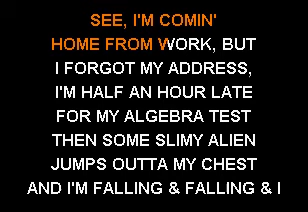 SEE, I'M COMIN'
HOME FROM WORK, BUT
I FORGOT MY ADDRESS,
I'M HALF AN HOUR LATE
FOR MY ALGEBRA TEST
THEN SOME SLIMY ALIEN
JUMPS OUTTA MY CHEST
AND I'M FALLING & FALLING & I